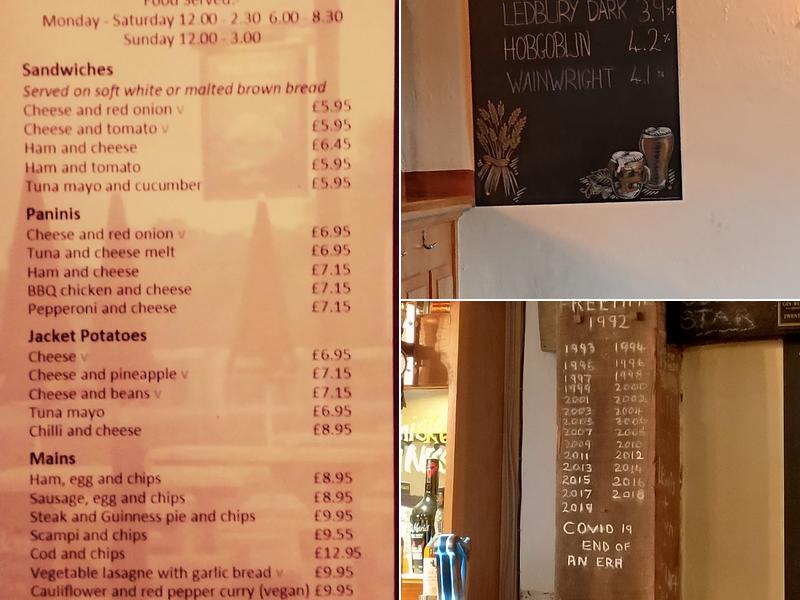 Food served:-
Monday - Saturday 12.00 - 2.30 6.00 - 8.30
Sunday 12.00 - 3.00
Sandwiches
Served on soft white or malted brown bread
Cheese and red onion v £5.95
Cheese and tomato v £5.95
Ham and cheese £6.45
Ham and tomato £5.95
Tuna mayo and cucumber £5.95
Paninis
Cheese and red onion v £6.95
Tuna and cheese melt £6.95
Ham and cheese £7.15
BBQ chicken and cheese £7.15
Pepperoni and cheese £7.15
Jacket Potatoes
Cheese v £6.95
Cheese and pineapple v £7.15
Cheese and beans v £7.15
Tuna mayo £6.95
Chilli and cheese £8.95
Mains
Ham, egg and chips £8.95
Sausage, egg and chips £8.95
Steak and Guinness pie and chips £9.95
Scampi and chips £9.55
Cod and chips £12.95
Vegetable lasagne with garlic bread v £9.95
Cauliflower and red pepper curry (vegan) £9.95
LEDBURY DARK 3.9%
HOBGOBLIN 4.2%
WAINWRIGHT 4.1%
1992
1993 1994
1995 1996
1997 1998
1999 2000
2001 2002
2003 2004
2005 2006
2007 2008
2009 2010
2011 2012
2013 2014
2015 2016
2017 2018
2019
COVID 19
END OF
AN ERA
STAR